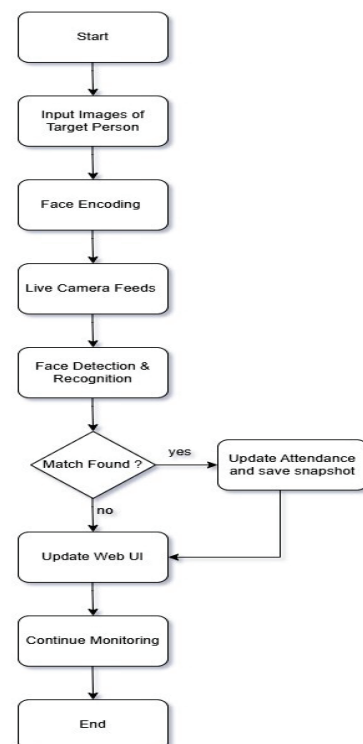 Start
Input Images of
Target Person
Face Encoding
Live Camera Feeds
Face Detection &
Recognition
Match Found ?
yes
Update Attendance
and save snapshot
no
Update Web UI
Continue Monitoring
End